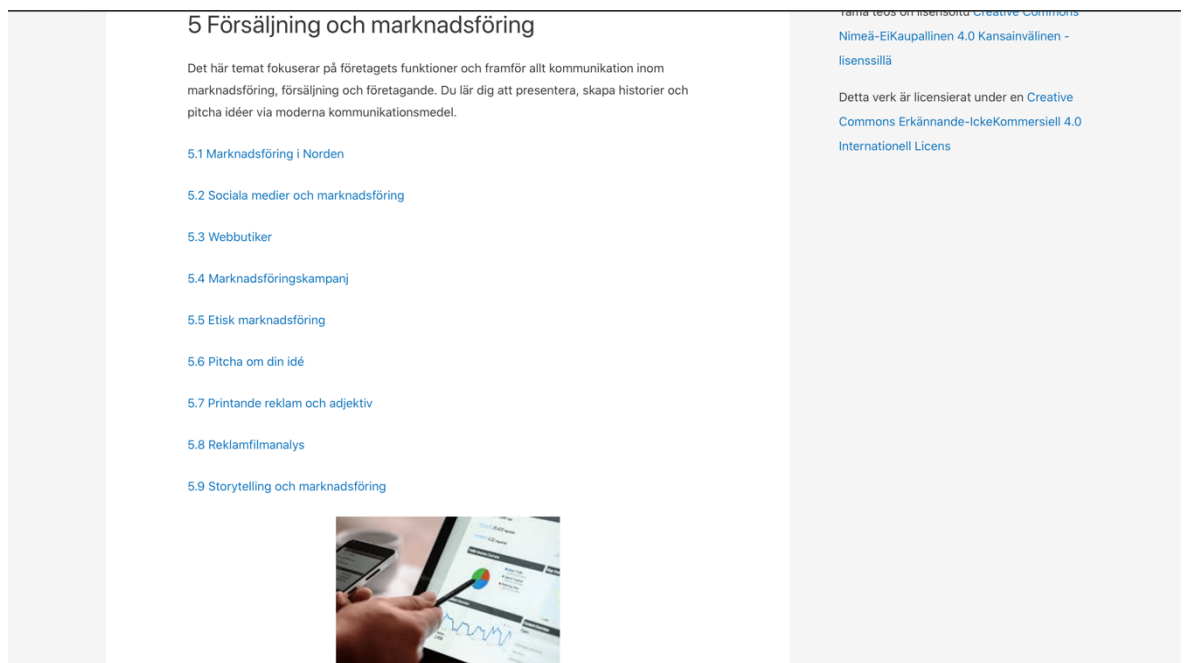 5 Försäljning och marknadsföring
Det här temat fokuserar på företagets funktioner och framför allt kommunikation inom
marknadsföring, försäljning och företagande. Du lär dig att presentera, skapa historier och
pitcha idéer via moderna kommunikationsmedel.
5.1 Marknadsföring i Norden
5.2 Sociala medier och marknadsföring
5.3 Webbutiker
5.4 Marknadsföringskampanj
5.5 Etisk marknadsföring
5.6 Pitcha om din idé
5.7 Printande reklam och adjektiv
5.8 Reklamfilmanalys
5.9 Storytelling och marknadsföring
Tämä teos on lisensoitu Creative Commons
Nimeä-EiKaupallinen 4.0 Kansainvälinen -
lisenssillä
Detta verk är licensierat under en Creative
Commons Erkännande-IckeKommersiell 4.0
Internationell Licens